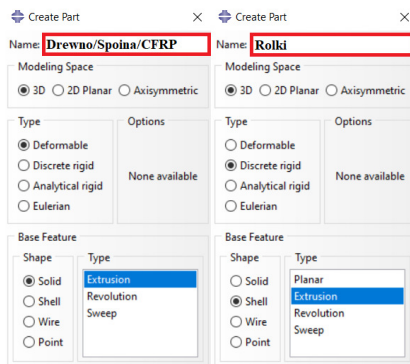 Create Part
Name: Drewno/Spoina/CFRP
Modeling Space
3D 2D Planar Axisymmetric
Type Options
Deformable
Discrete rigid
Analytical rigid
Eulerian
None available
Base Feature
Shape Type
Solid
Shell
Wire
Point
Extrusion
Revolution
Sweep
Create Part
Name: Rolki
Modeling Space
3D 2D Planar Axisymmetric
Type Options
Deformable
Discrete rigid
Analytical rigid
Eulerian
None available
Base Feature
Shape Type
Solid
Shell
Wire
Point
Planar
Extrusion
Revolution
Sweep